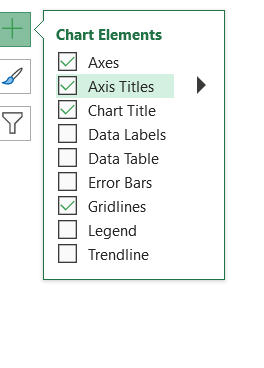 Chart Elements
Axes
Axis Titles
Chart Title
Data Labels
Data Table
Error Bars
Gridlines
Legend
Trendline